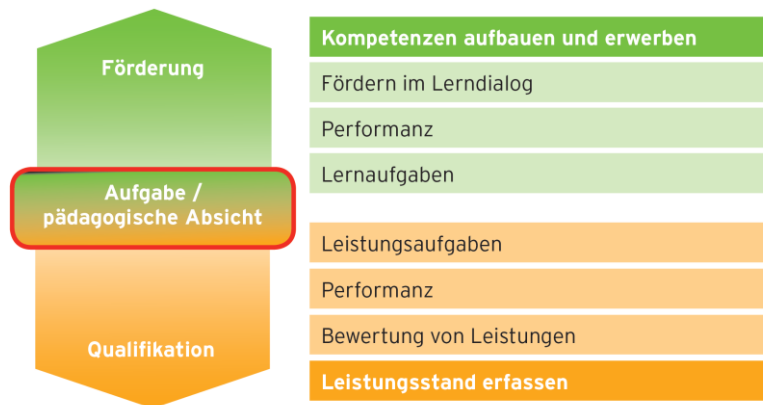 Förderung
Aufgabe /
pädagogische Absicht
Qualifikation
Kompetenzen aufbauen und erwerben
Fördern im Lerndialog
Performanz
Lernaufgaben
Leistungsaufgaben
Performanz
Bewertung von Leistungen
Leistungsstand erfassen